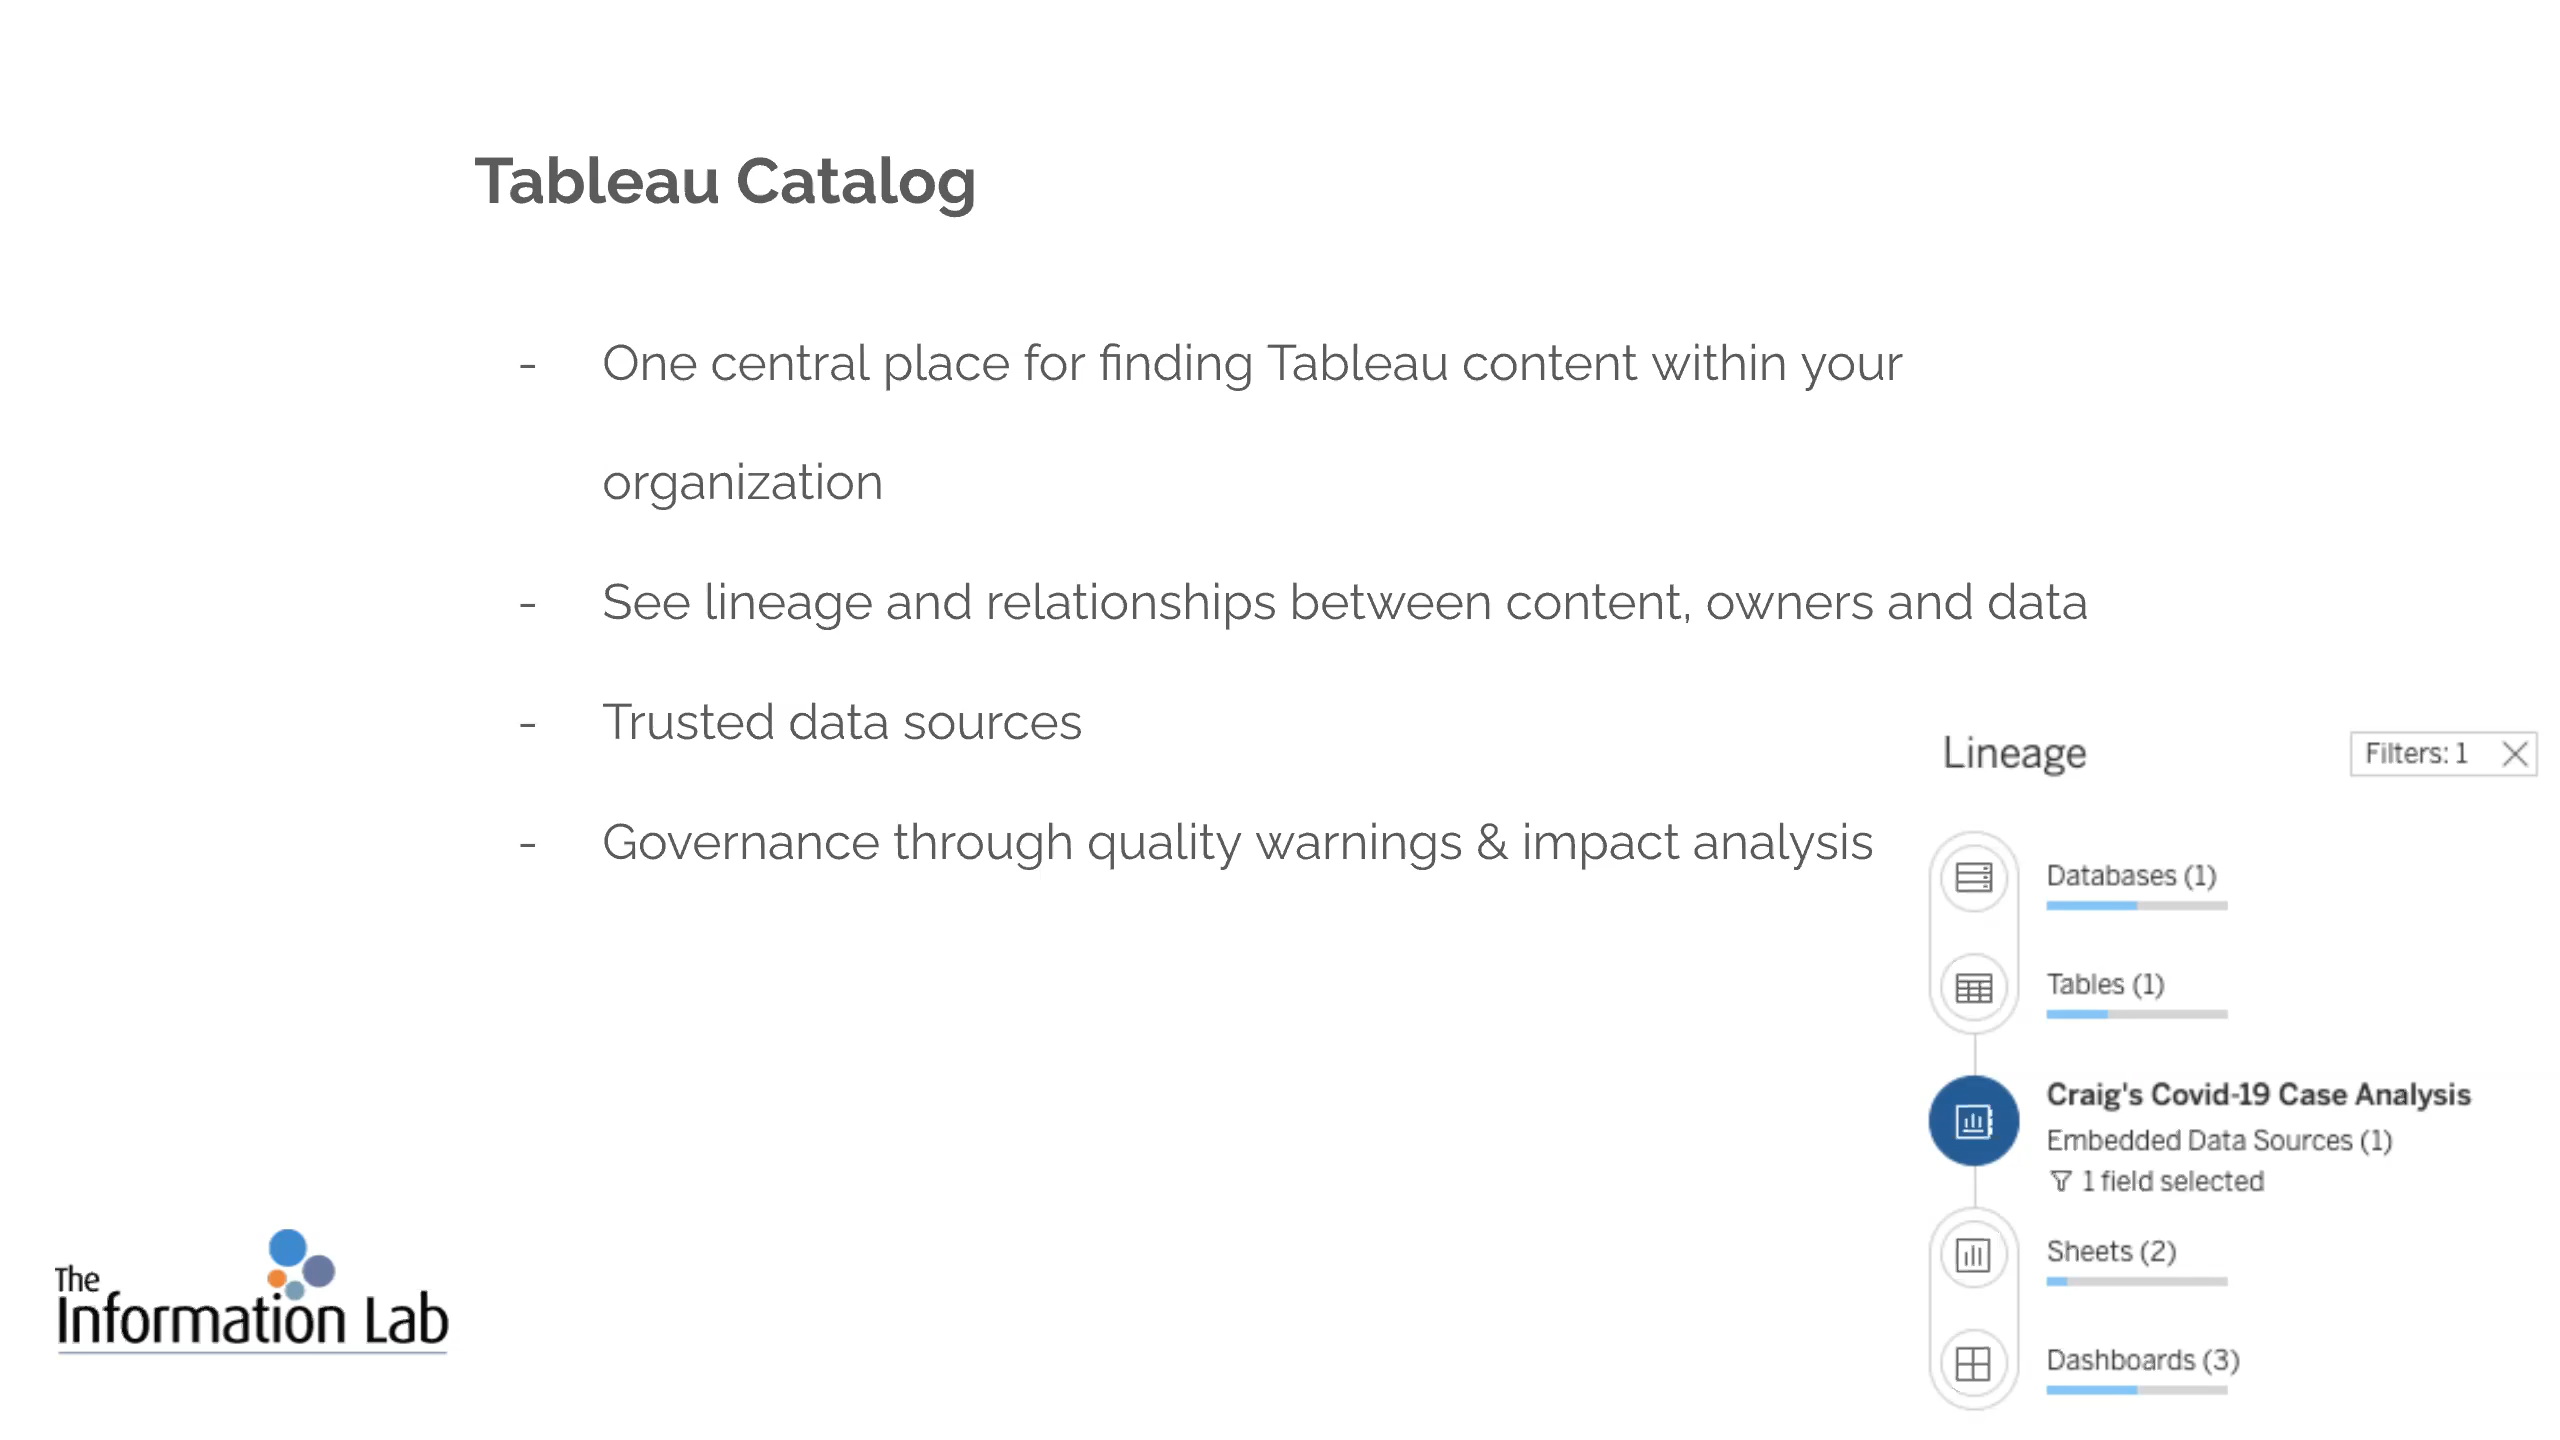 Tableau Catalog
- One central place for finding Tableau content within your
organization
- See lineage and relationships between content, owners and data
- Trusted data sources
- Governance through quality warnings & impact analysis
Lineage
Filters: 1
Databases (1)
Tables (1)
Craig's Covid-19 Case Analysis
Embedded Data Sources (1)
1 field selected
Sheets (2)
Dashboards (3)
The
Information Lab